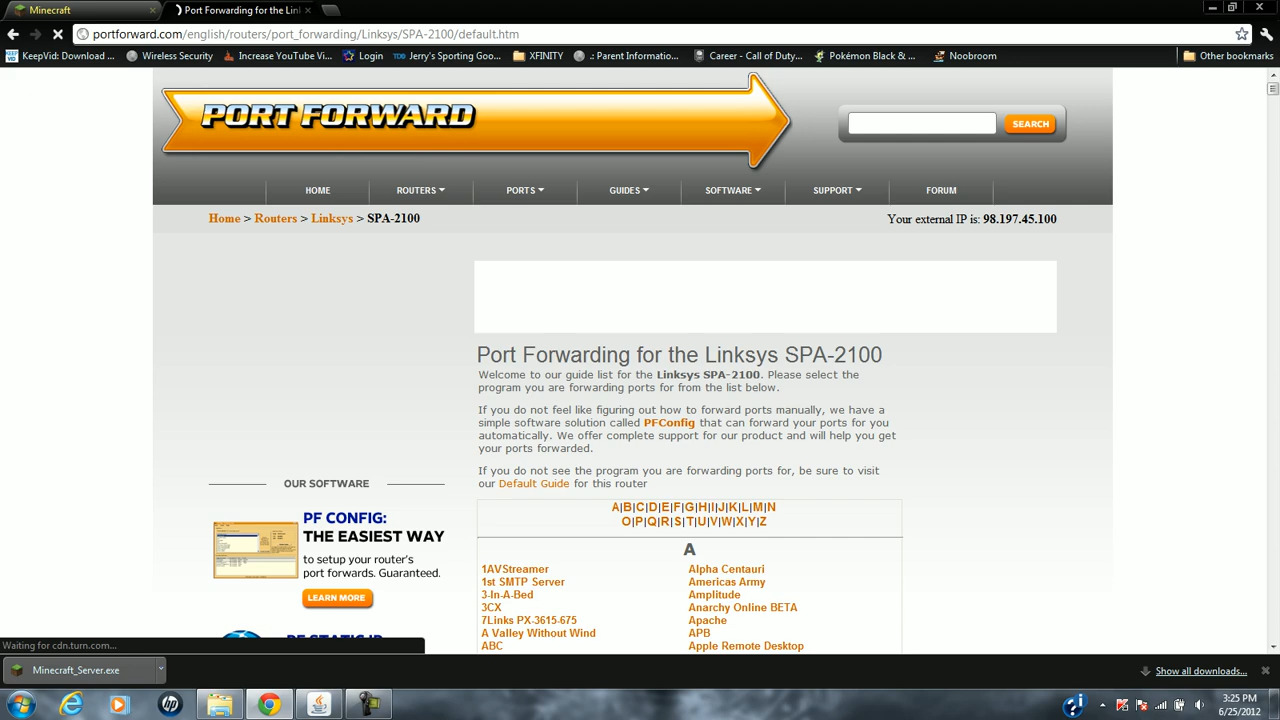 Minecraft
Port Forwarding for the Link
portforward.com/english/routers/port_forwarding/Linksys/SPA-2100/default.htm
KeepVid: Download ...
Wireless Security
Increase YouTube Vi...
Login
Jerry's Sporting Goo...
XFINITY
.: Parent Informatio...
Career - Call of Duty...
Pokémon Black & ...
Noobroom
Other bookmarks
PORT FORWARD
SEARCH
HOME
ROUTERS
PORTS
GUIDES
SOFTWARE
SUPPORT
FORUM
Home > Routers > Linksys > SPA-2100
Your external IP is: 98.197.45.100
Port Forwarding for the Linksys SPA-2100
Welcome to our guide list for the Linksys SPA-2100. Please select the
program you are forwarding ports for from the list below.
If you do not feel like figuring out how to forward ports manually, we have a
simple software solution called PFConfig that can forward your ports for you
automatically. We offer complete support for our product and will help you get
your ports forwarded.
If you do not see the program you are forwarding ports for, be sure to visit
our Default Guide for this router
OUR SOFTWARE
PF CONFIG:
THE EASIEST WAY
to setup your router's
port forwards. Guaranteed.
LEARN MORE
PF STATIC IP
A|B|C|D|E|F|G|H|I|J|K|L|M|N
O|P|Q|R|S|T|U|V|W|X|Y|Z
A
1AVStreamer
1st SMTP Server
3-In-A-Bed
3CX
7Links PX-3615-675
A Valley Without Wind
ABC
Alpha Centauri
Americas Army
Amplitude
Anarchy Online BETA
Apache
APB
Apple Remote Desktop
Waiting for cdn.turn.com...
Minecraft_Server.exe
Show all downloads...
3:25 PM
6/25/2012